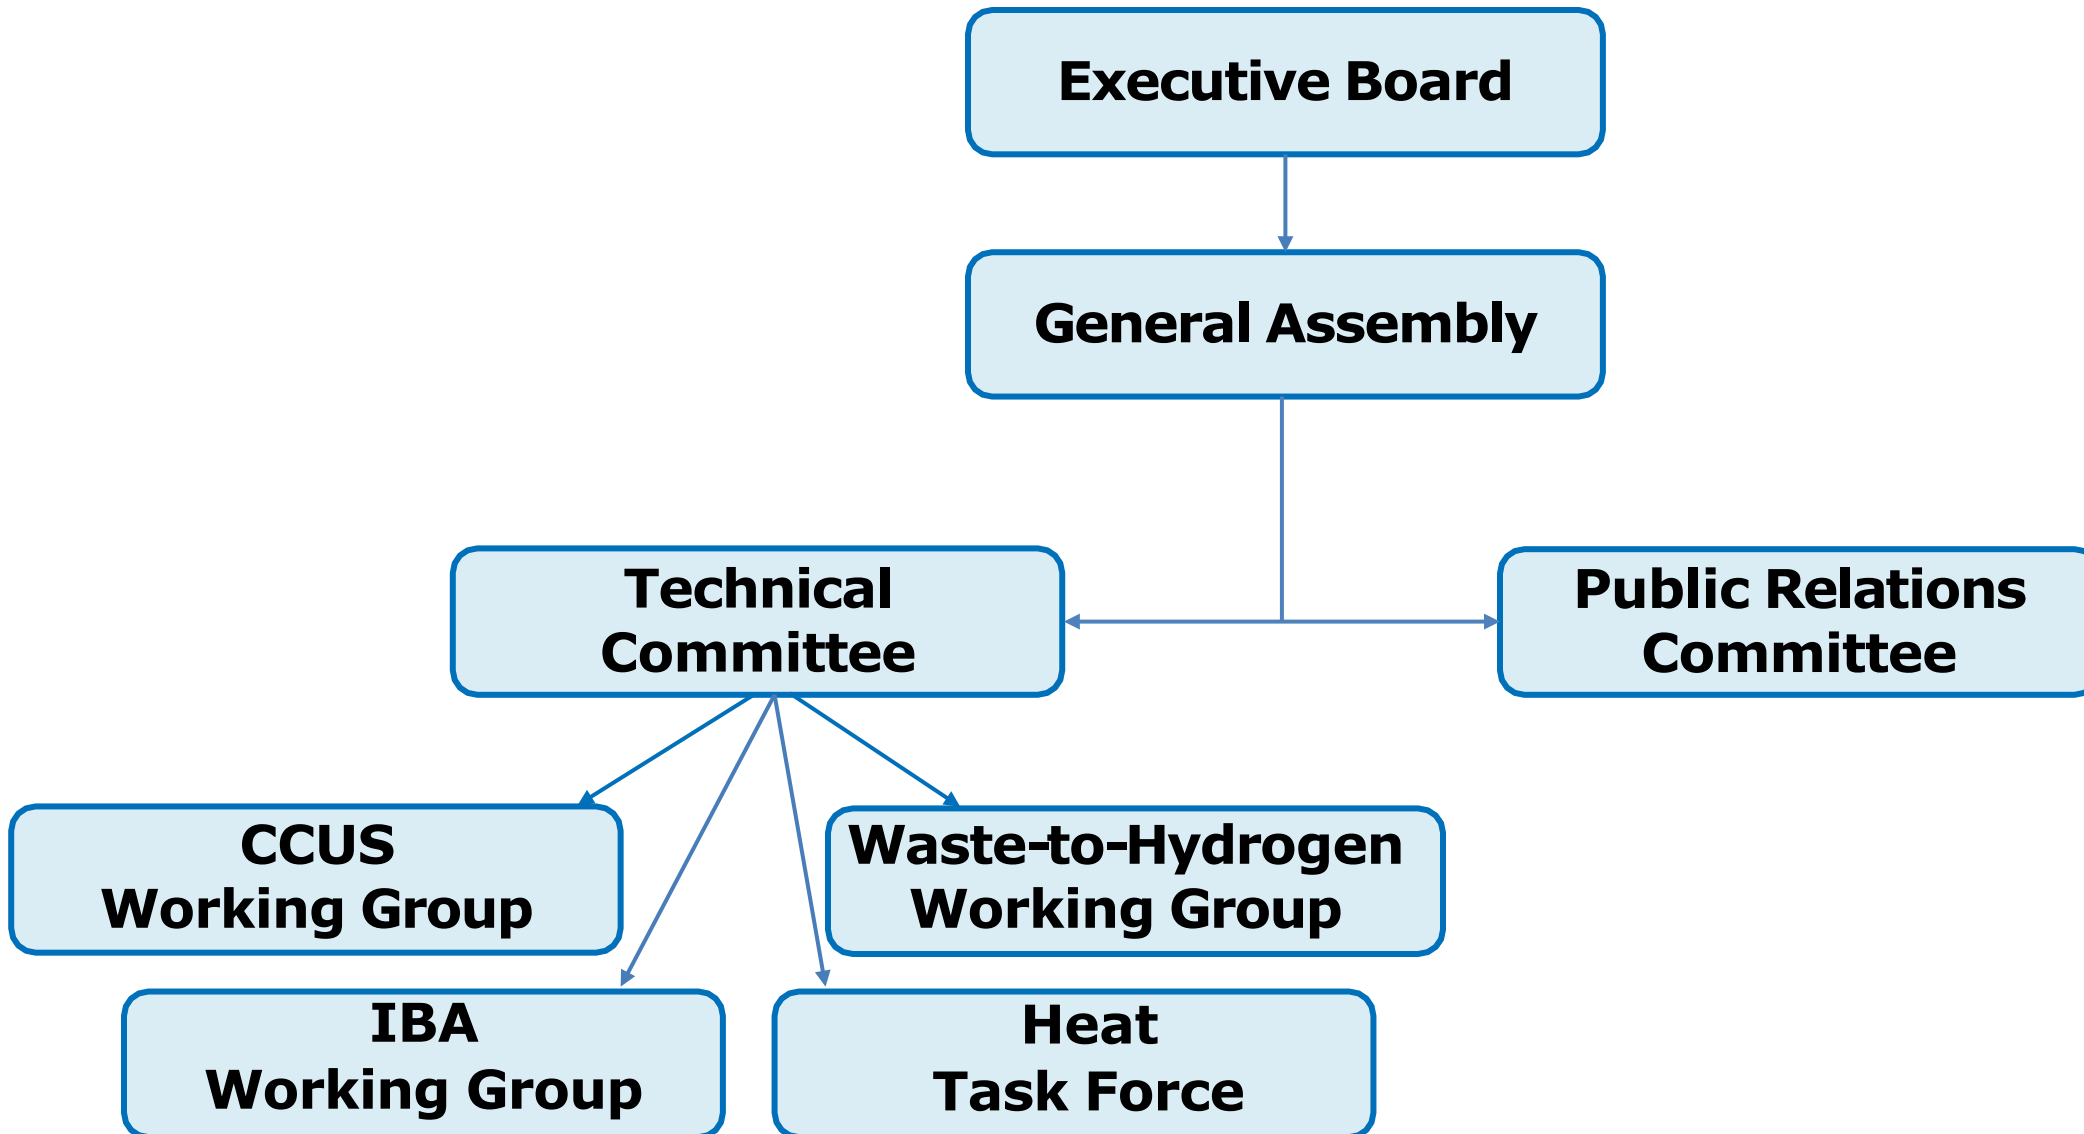 Executive Board
General Assembly
Technical
Committee
Public Relations
Committee
CCUS
Working Group
Waste-to-Hydrogen
Working Group
IBA
Working Group
Heat
Task Force